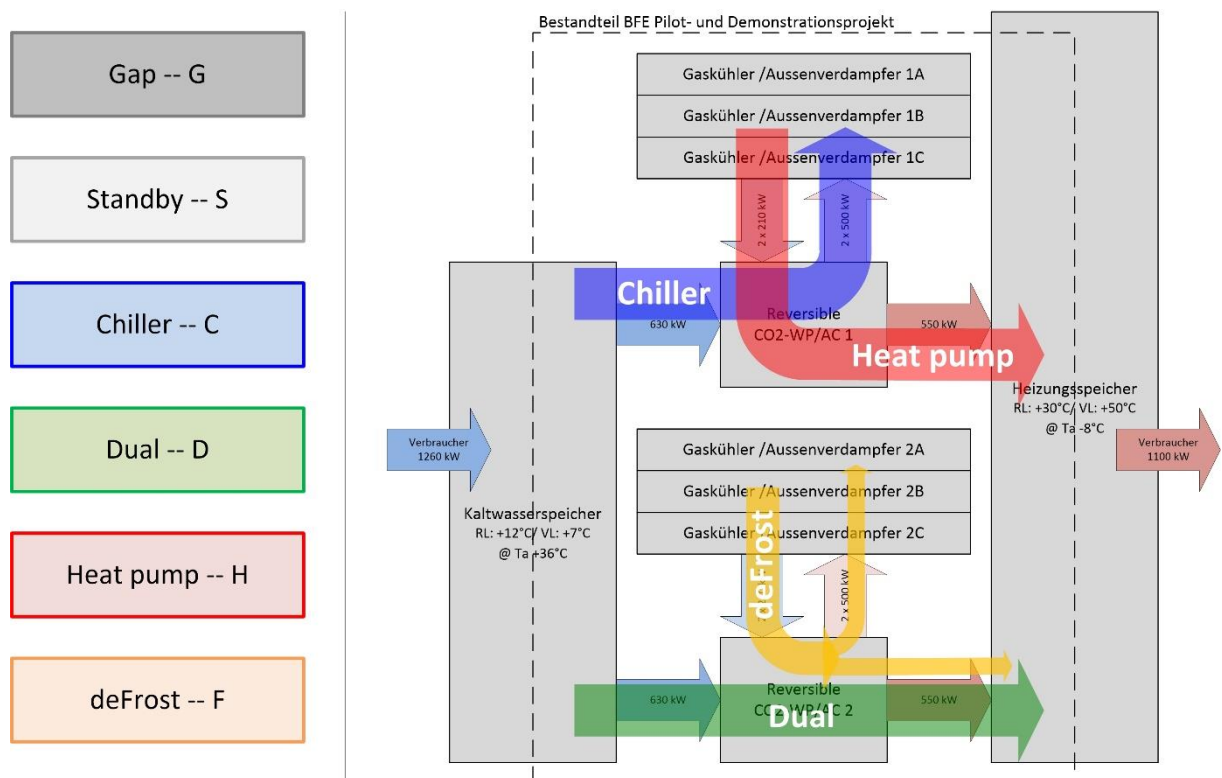 Gap -- G
Standby -- S
Chiller -- C
Dual -- D
Heat pump -- H
deFrost -- F
Bestandteil BFE Pilot- und Demonstrationsprojekt
Gaskühler /Aussenverdampfer 1A
Gaskühler /Aussenverdampfer 1B
Gaskühler /Aussenverdampfer 1C
2 x 210 kW
2 x 500 kW
Chiller
630 kW
Reversible
CO2-WP/AC 1
550 kW
Heat pump
Heizungsspeicher
RL: +30°C/ VL: +50°C
@ Ta -8°C
Verbraucher
1260 kW
Verbraucher
1100 kW
Gaskühler /Aussenverdampfer 2A
Gaskühler /Aussenverdampfer 2B
Gaskühler /Aussenverdampfer 2C
Kaltwasserspeicher
RL: +12°C/ VL: +7°C
@ Ta +36°C
deFrost
2 x 500 kW
630 kW
Reversible
CO2-WP/AC 2
550 kW
Dual